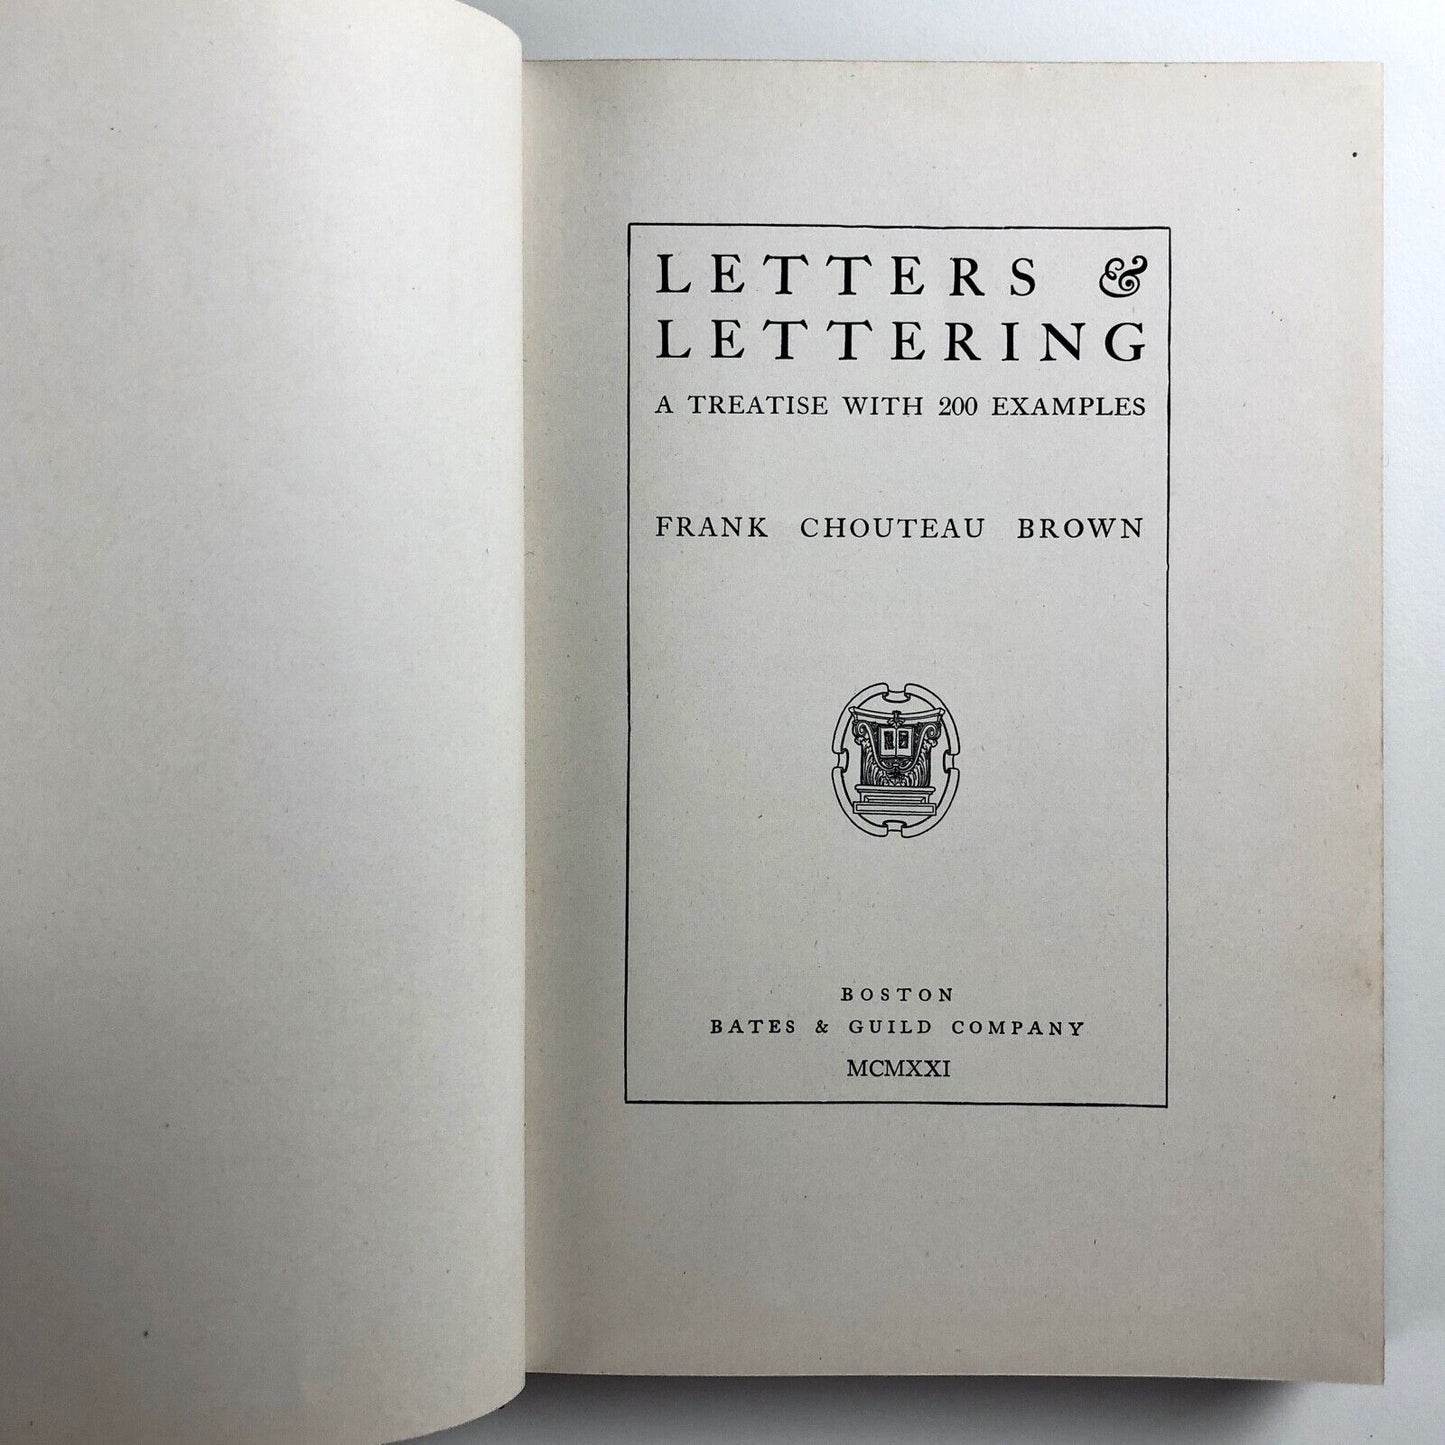 LETTERS &
LETTERING
A TREATISE WITH 200 EXAMPLES
FRANK CHOUTEAU BROWN
BOSTON
BATES & GUILD COMPANY
MCMXXI